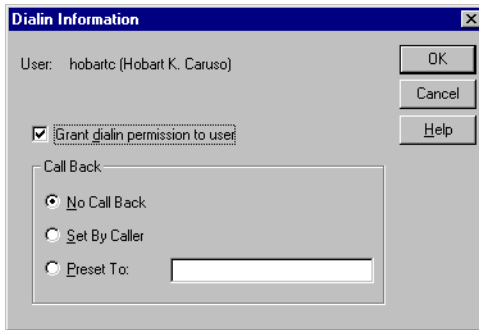 Dialin Information
User: hobartc (Hobart K. Caruso)
OK
Cancel
Help
Grant dialin permission to user
Call Back
No Call Back
Set By Caller
Preset To: